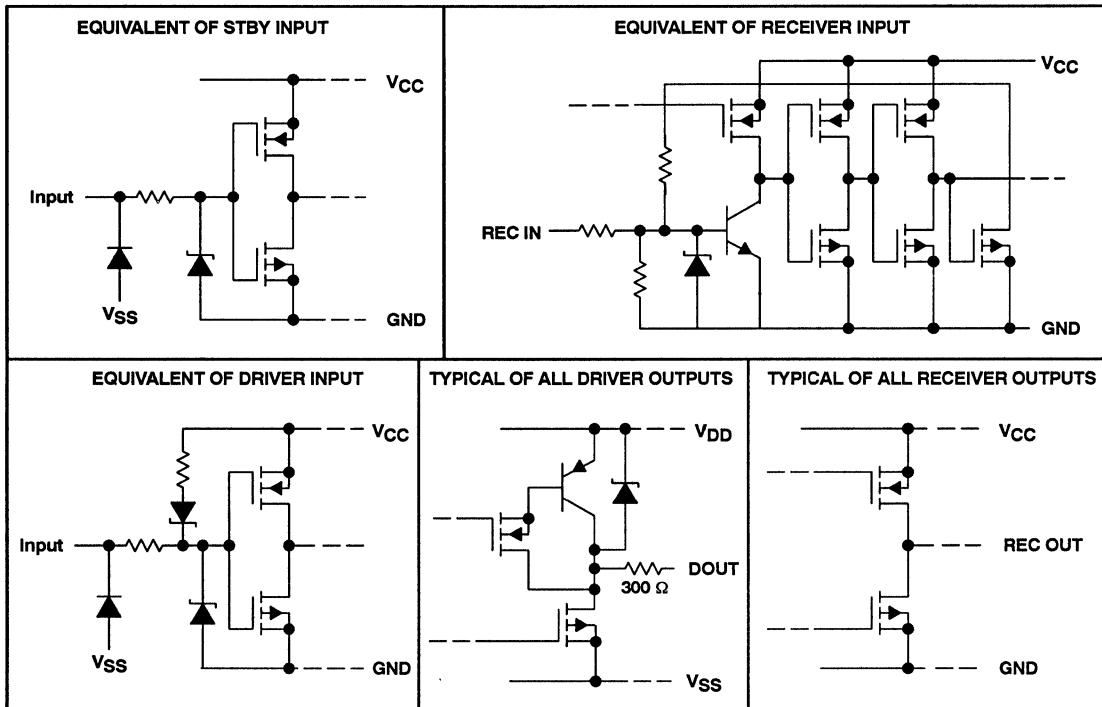 EQUIVALENT OF STBY INPUT
VCC
Input
VSS
GND
EQUIVALENT OF RECEIVER INPUT
VCC
REC IN
GND
EQUIVALENT OF DRIVER INPUT
VCC
Input
VSS
GND
TYPICAL OF ALL DRIVER OUTPUTS
VDD
DOUT
300 Ω
VSS
TYPICAL OF ALL RECEIVER OUTPUTS
VCC
REC OUT
GND